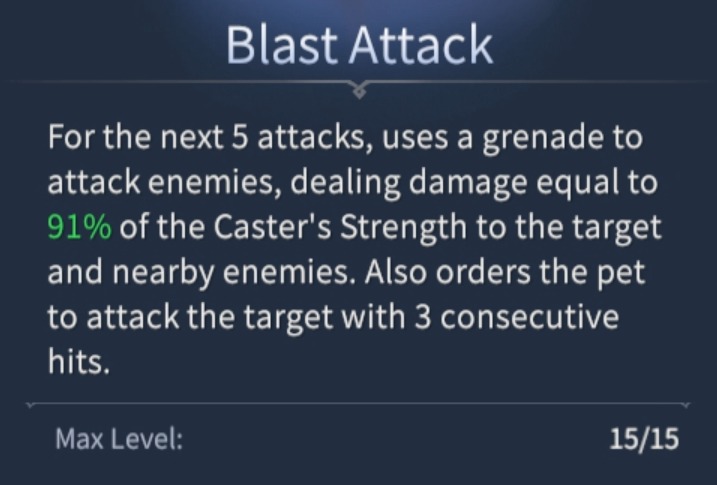 Blast Attack
For the next 5 attacks, uses a grenade to
attack enemies, dealing damage equal to
91% of the Caster's Strength to the target
and nearby enemies. Also orders the pet
to attack the target with 3 consecutive
hits.
Max Level: 15/15